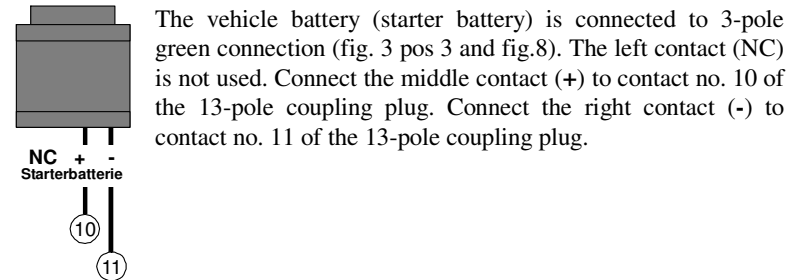 The vehicle battery (starter battery) is connected to 3-pole
green connection (fig. 3 pos 3 and fig.8). The left contact (NC)
is not used. Connect the middle contact (+) to contact no. 10 of
the 13-pole coupling plug. Connect the right contact (-) to
contact no. 11 of the 13-pole coupling plug.
NC + -
Starterbatterie
10
11